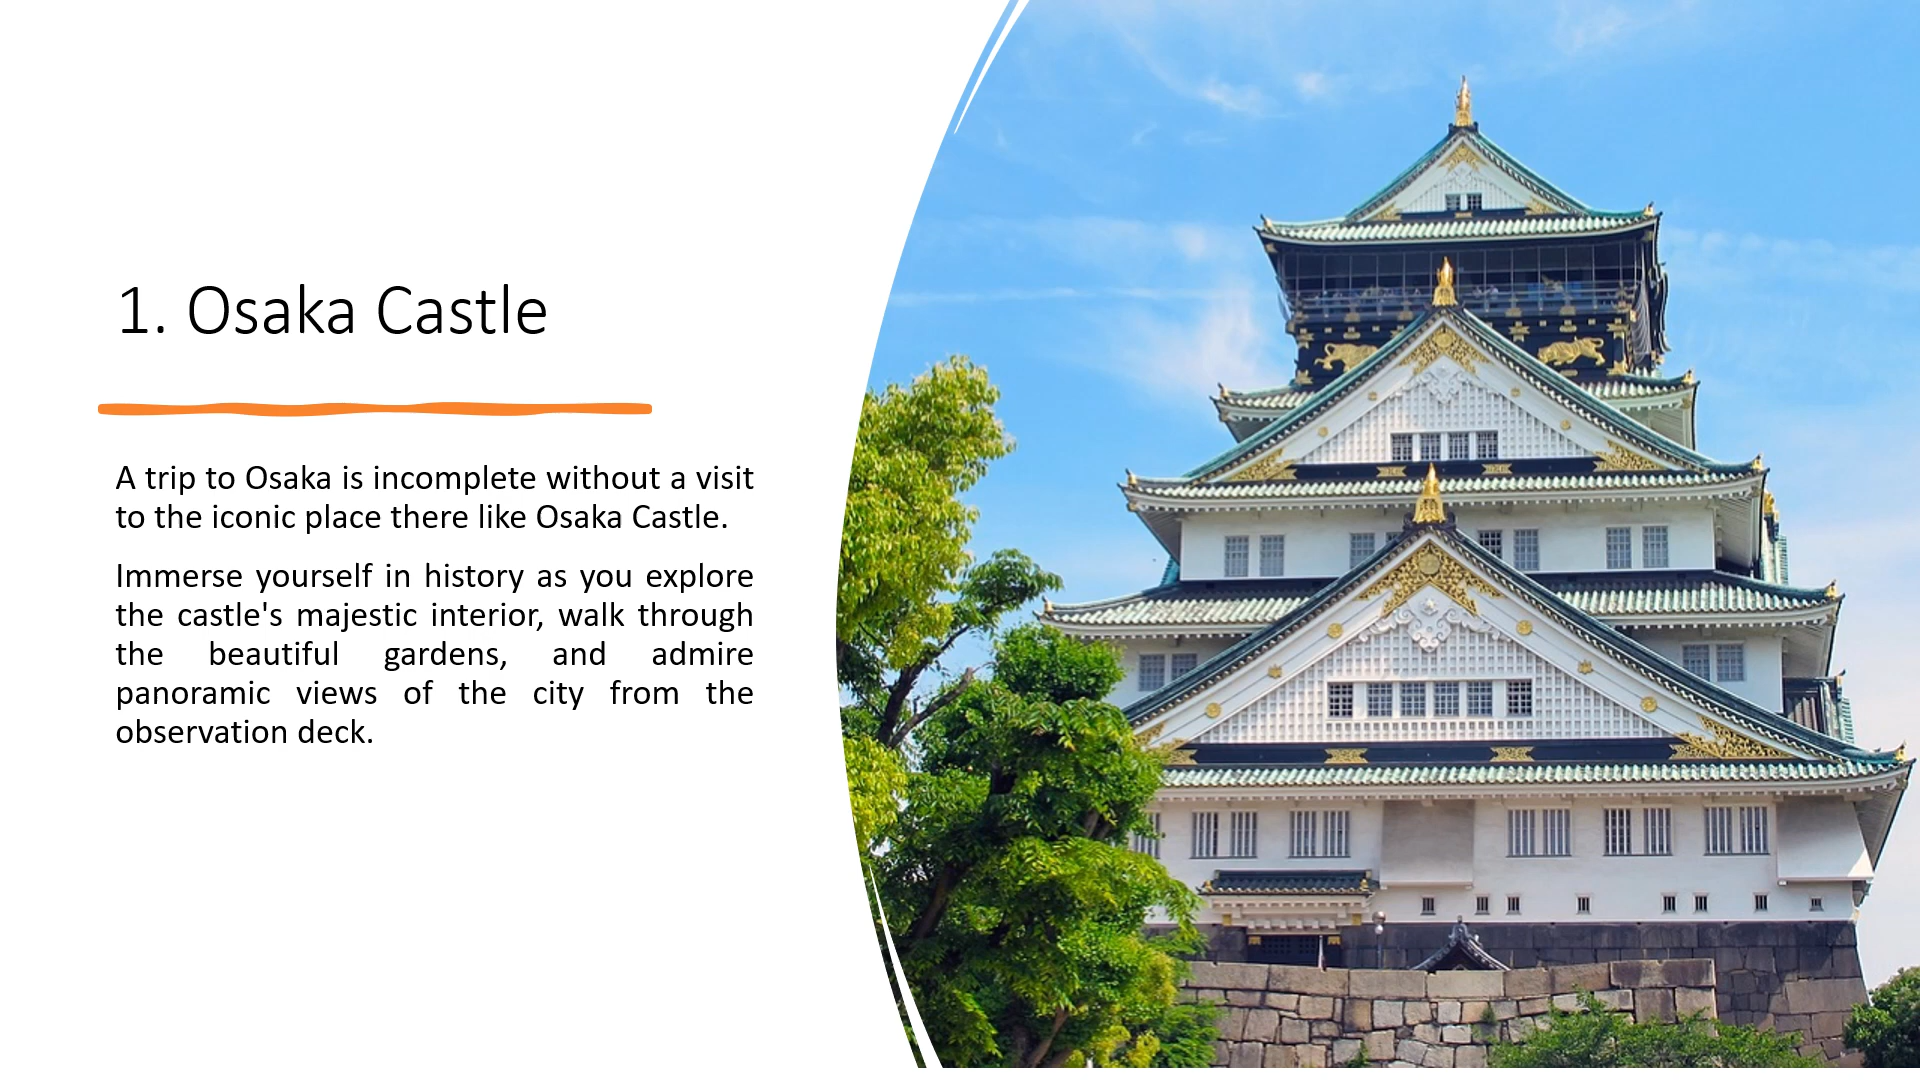 1. Osaka Castle
A trip to Osaka is incomplete without a visit
to the iconic place there like Osaka Castle.
Immerse yourself in history as you explore
the castle's majestic interior, walk through
the beautiful gardens, and admire
panoramic views of the city from the
observation deck.